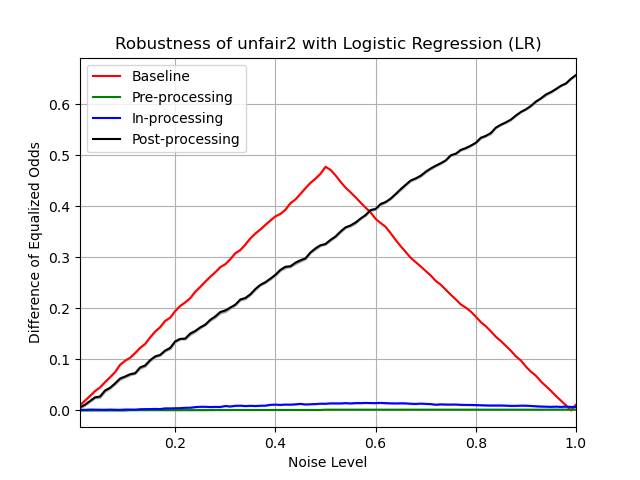 Robustness of unfair2 with Logistic Regression (LR)
Baseline
Pre-processing
In-processing
Post-processing
Difference of Equalized Odds
0.6
0.5
0.4
0.3
0.2
0.1
0.0
0.2
0.4
0.6
0.8
1.0
Noise Level